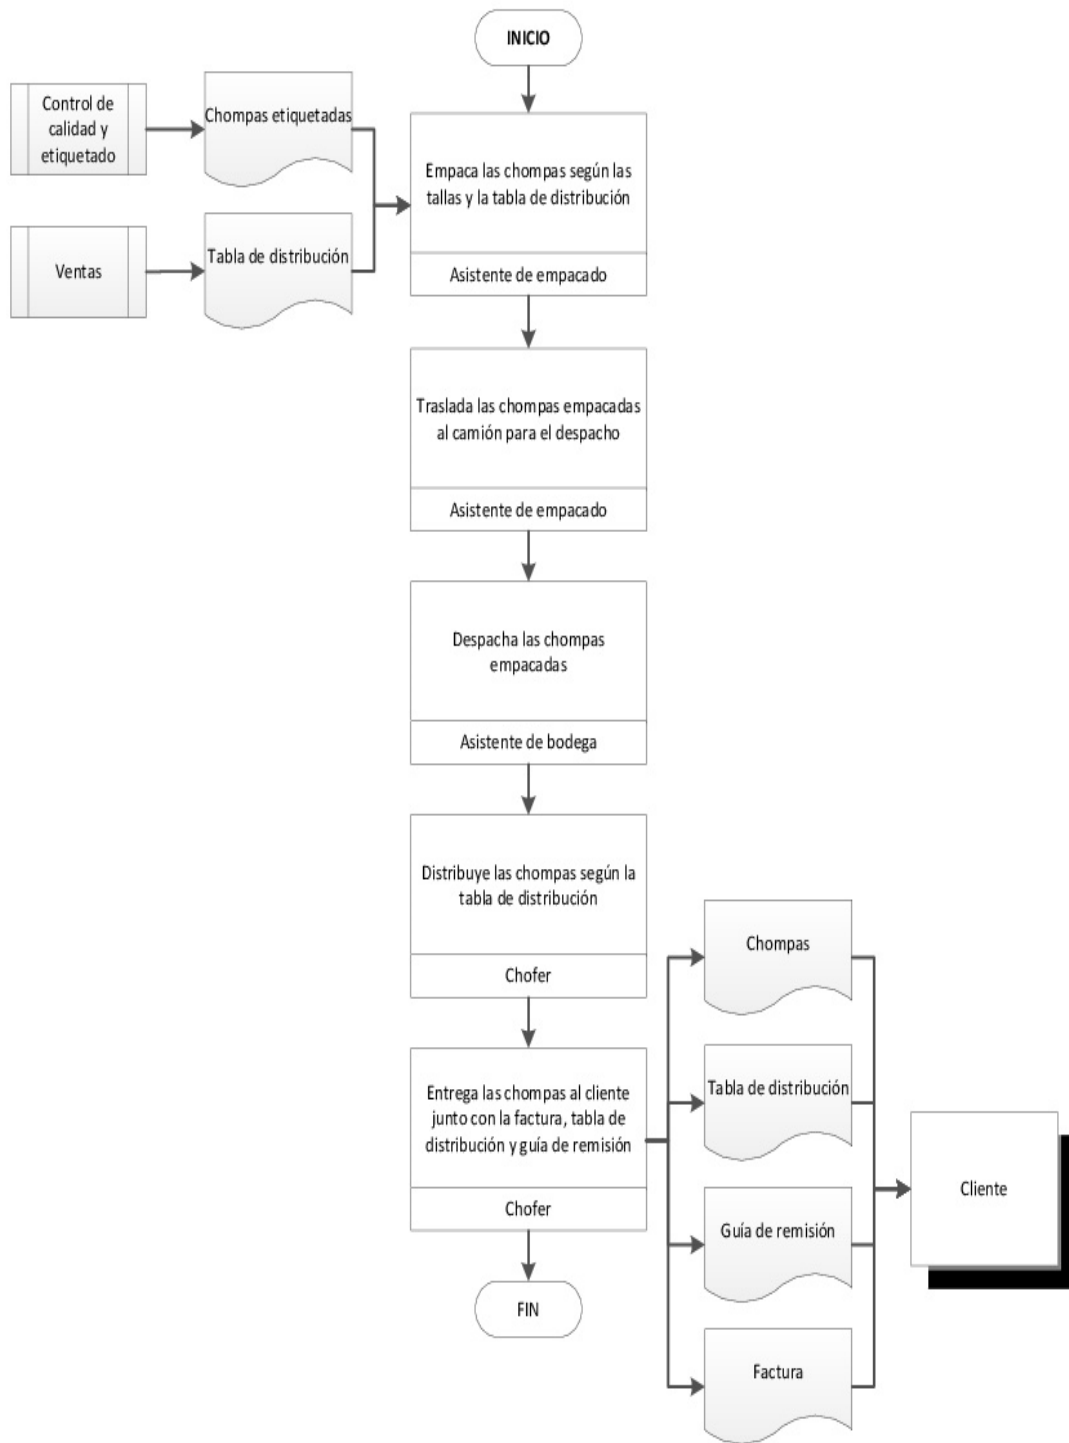 INICIO
Control de
calidad y
etiquetado
Chompas etiquetadas
Empaca las chompas según las
tallas y la tabla de distribución
Ventas
Tabla de distribución
Asistente de empacado
Traslada las chompas empacadas
al camión para el despacho
Asistente de empacado
Despacha las chompas
empacadas
Asistente de bodega
Distribuye las chompas según la
tabla de distribución
Chofer
Entrega las chompas al cliente
junto con la factura, tabla de
distribución y guía de remisión
Chofer
FIN
Chompas
Tabla de distribución
Guía de remisión
Factura
Cliente